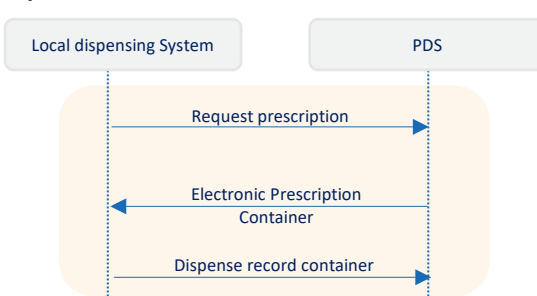 Local dispensing System
PDS
Request prescription
Electronic Prescription
Container
Dispense record container